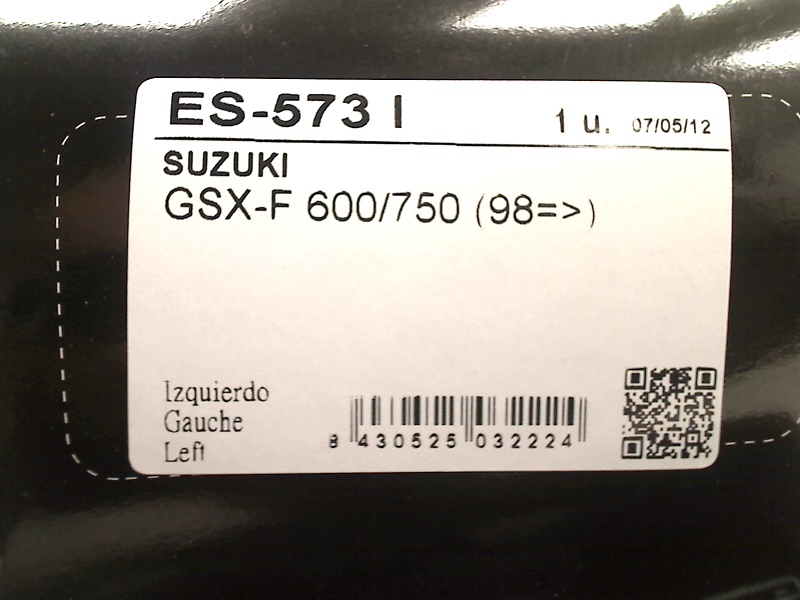 ES-573 I 1 u. 07/05/12
SUZUKI
GSX-F 600/750 (98=>)
Izquierdo
Gauche
Left
8 430525 032224